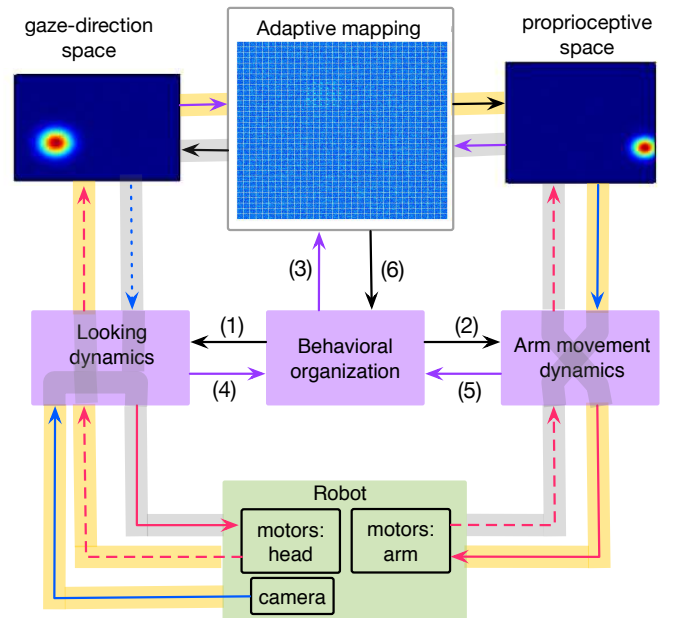 gaze-direction
space
Adaptive mapping
proprioceptive
space
(3)
(6)
Looking
dynamics
(1)
(4)
Behavioral
organization
(2)
(5)
Arm movement
dynamics
Robot
motors:
head
motors:
arm
camera